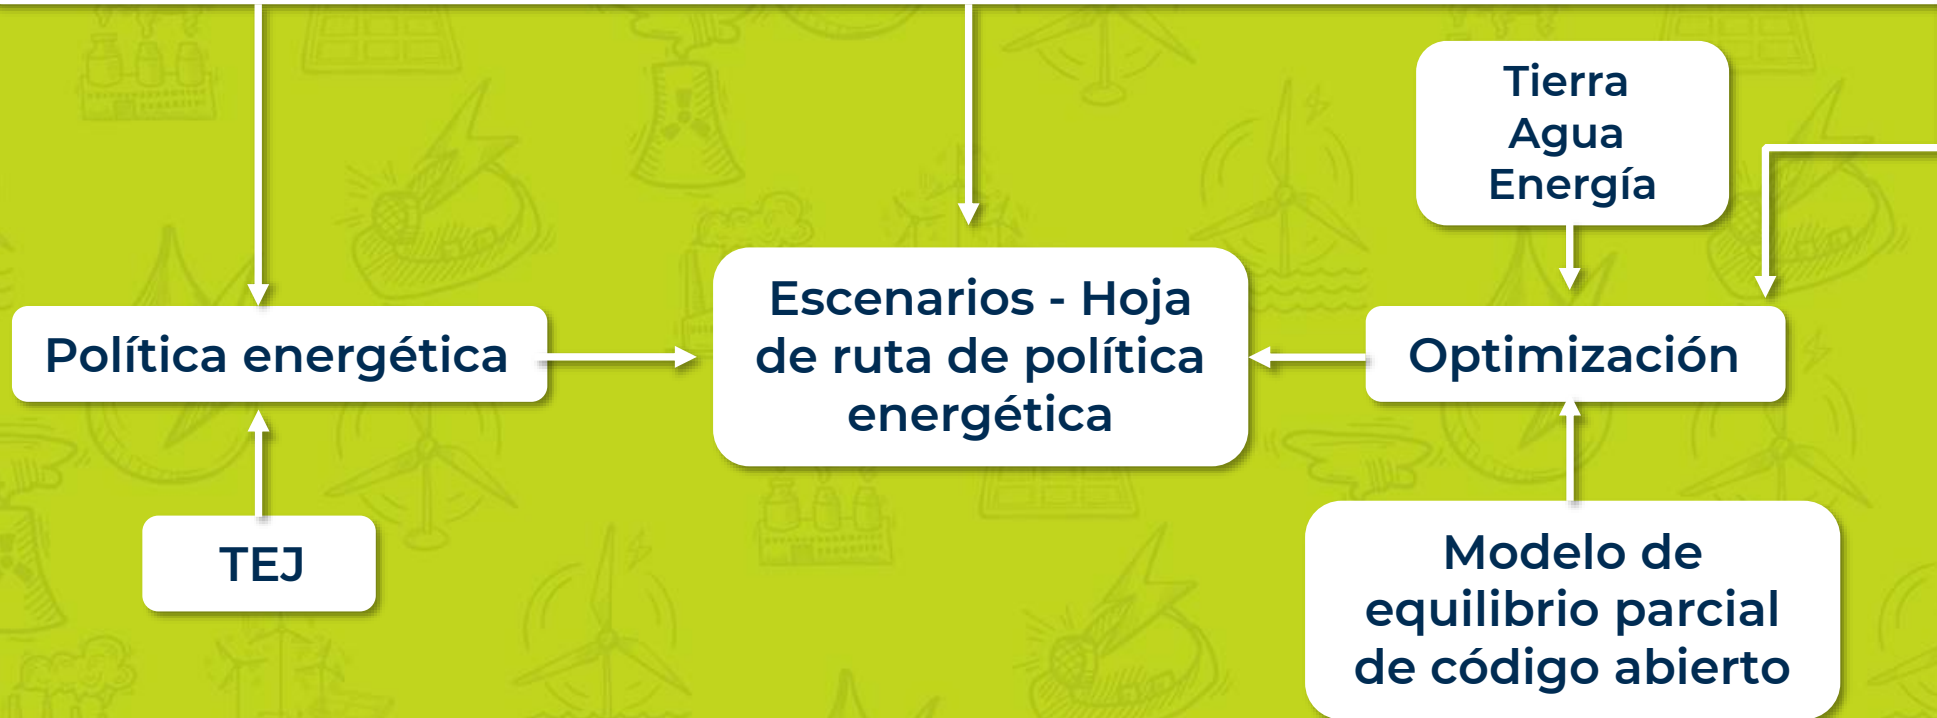 Tierra
Agua
Energía
Política energética
Escenarios - Hoja
de ruta de política
energética
Optimización
TEJ
Modelo de
equilibrio parcial
de código abierto